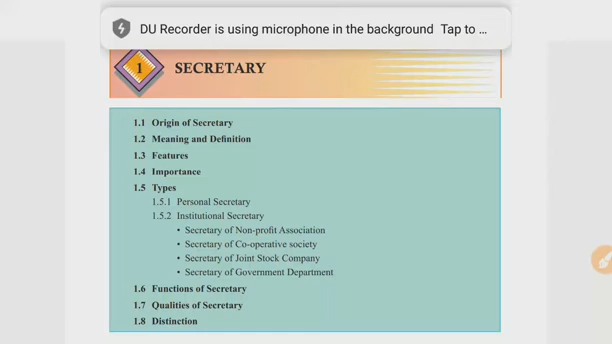 DU Recorder is using microphone in the background Tap to ...
1 SECRETARY
1.1 Origin of Secretary
1.2 Meaning and Definition
1.3 Features
1.4 Importance
1.5 Types
1.5.1 Personal Secretary
1.5.2 Institutional Secretary
• Secretary of Non-profit Association
• Secretary of Co-operative society
• Secretary of Joint Stock Company
• Secretary of Government Department
1.6 Functions of Secretary
1.7 Qualities of Secretary
1.8 Distinction